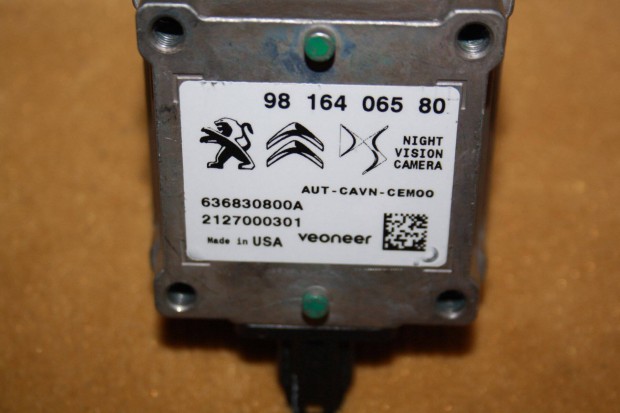 98 164 065 80
NIGHT
VISION
CAMERA
AUT-CAVN-CEM00
636830800A
2127000301
Made in USA veoneer